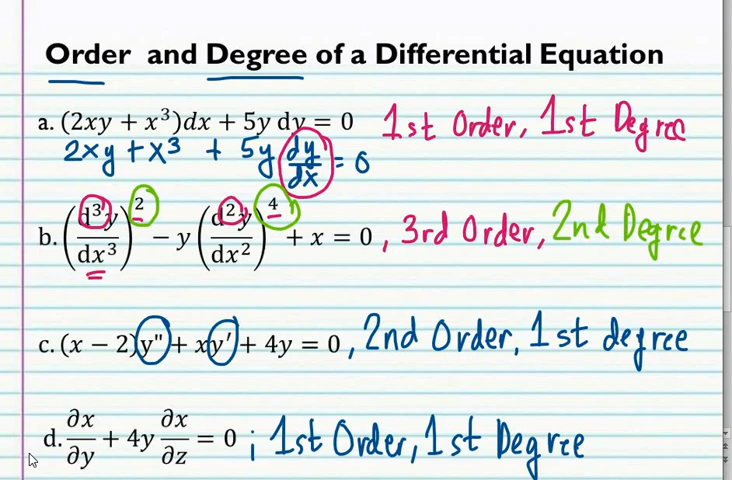 Order and Degree of a Differential Equation
a. (2xy + x³)dx + 5y dy = 0 1st Order, 1st Degree
2xy + x³ + 5y dy/dx = 0
b. (d³y/dx³)² − y (d²y/dx²)⁴ + x = 0, 3rd Order, 2nd Degree
c. (x − 2)y" + xy' + 4y = 0, 2nd Order, 1st degree
d. ∂x/∂y + 4y ∂x/∂z = 0 ; 1st Order, 1st Degree